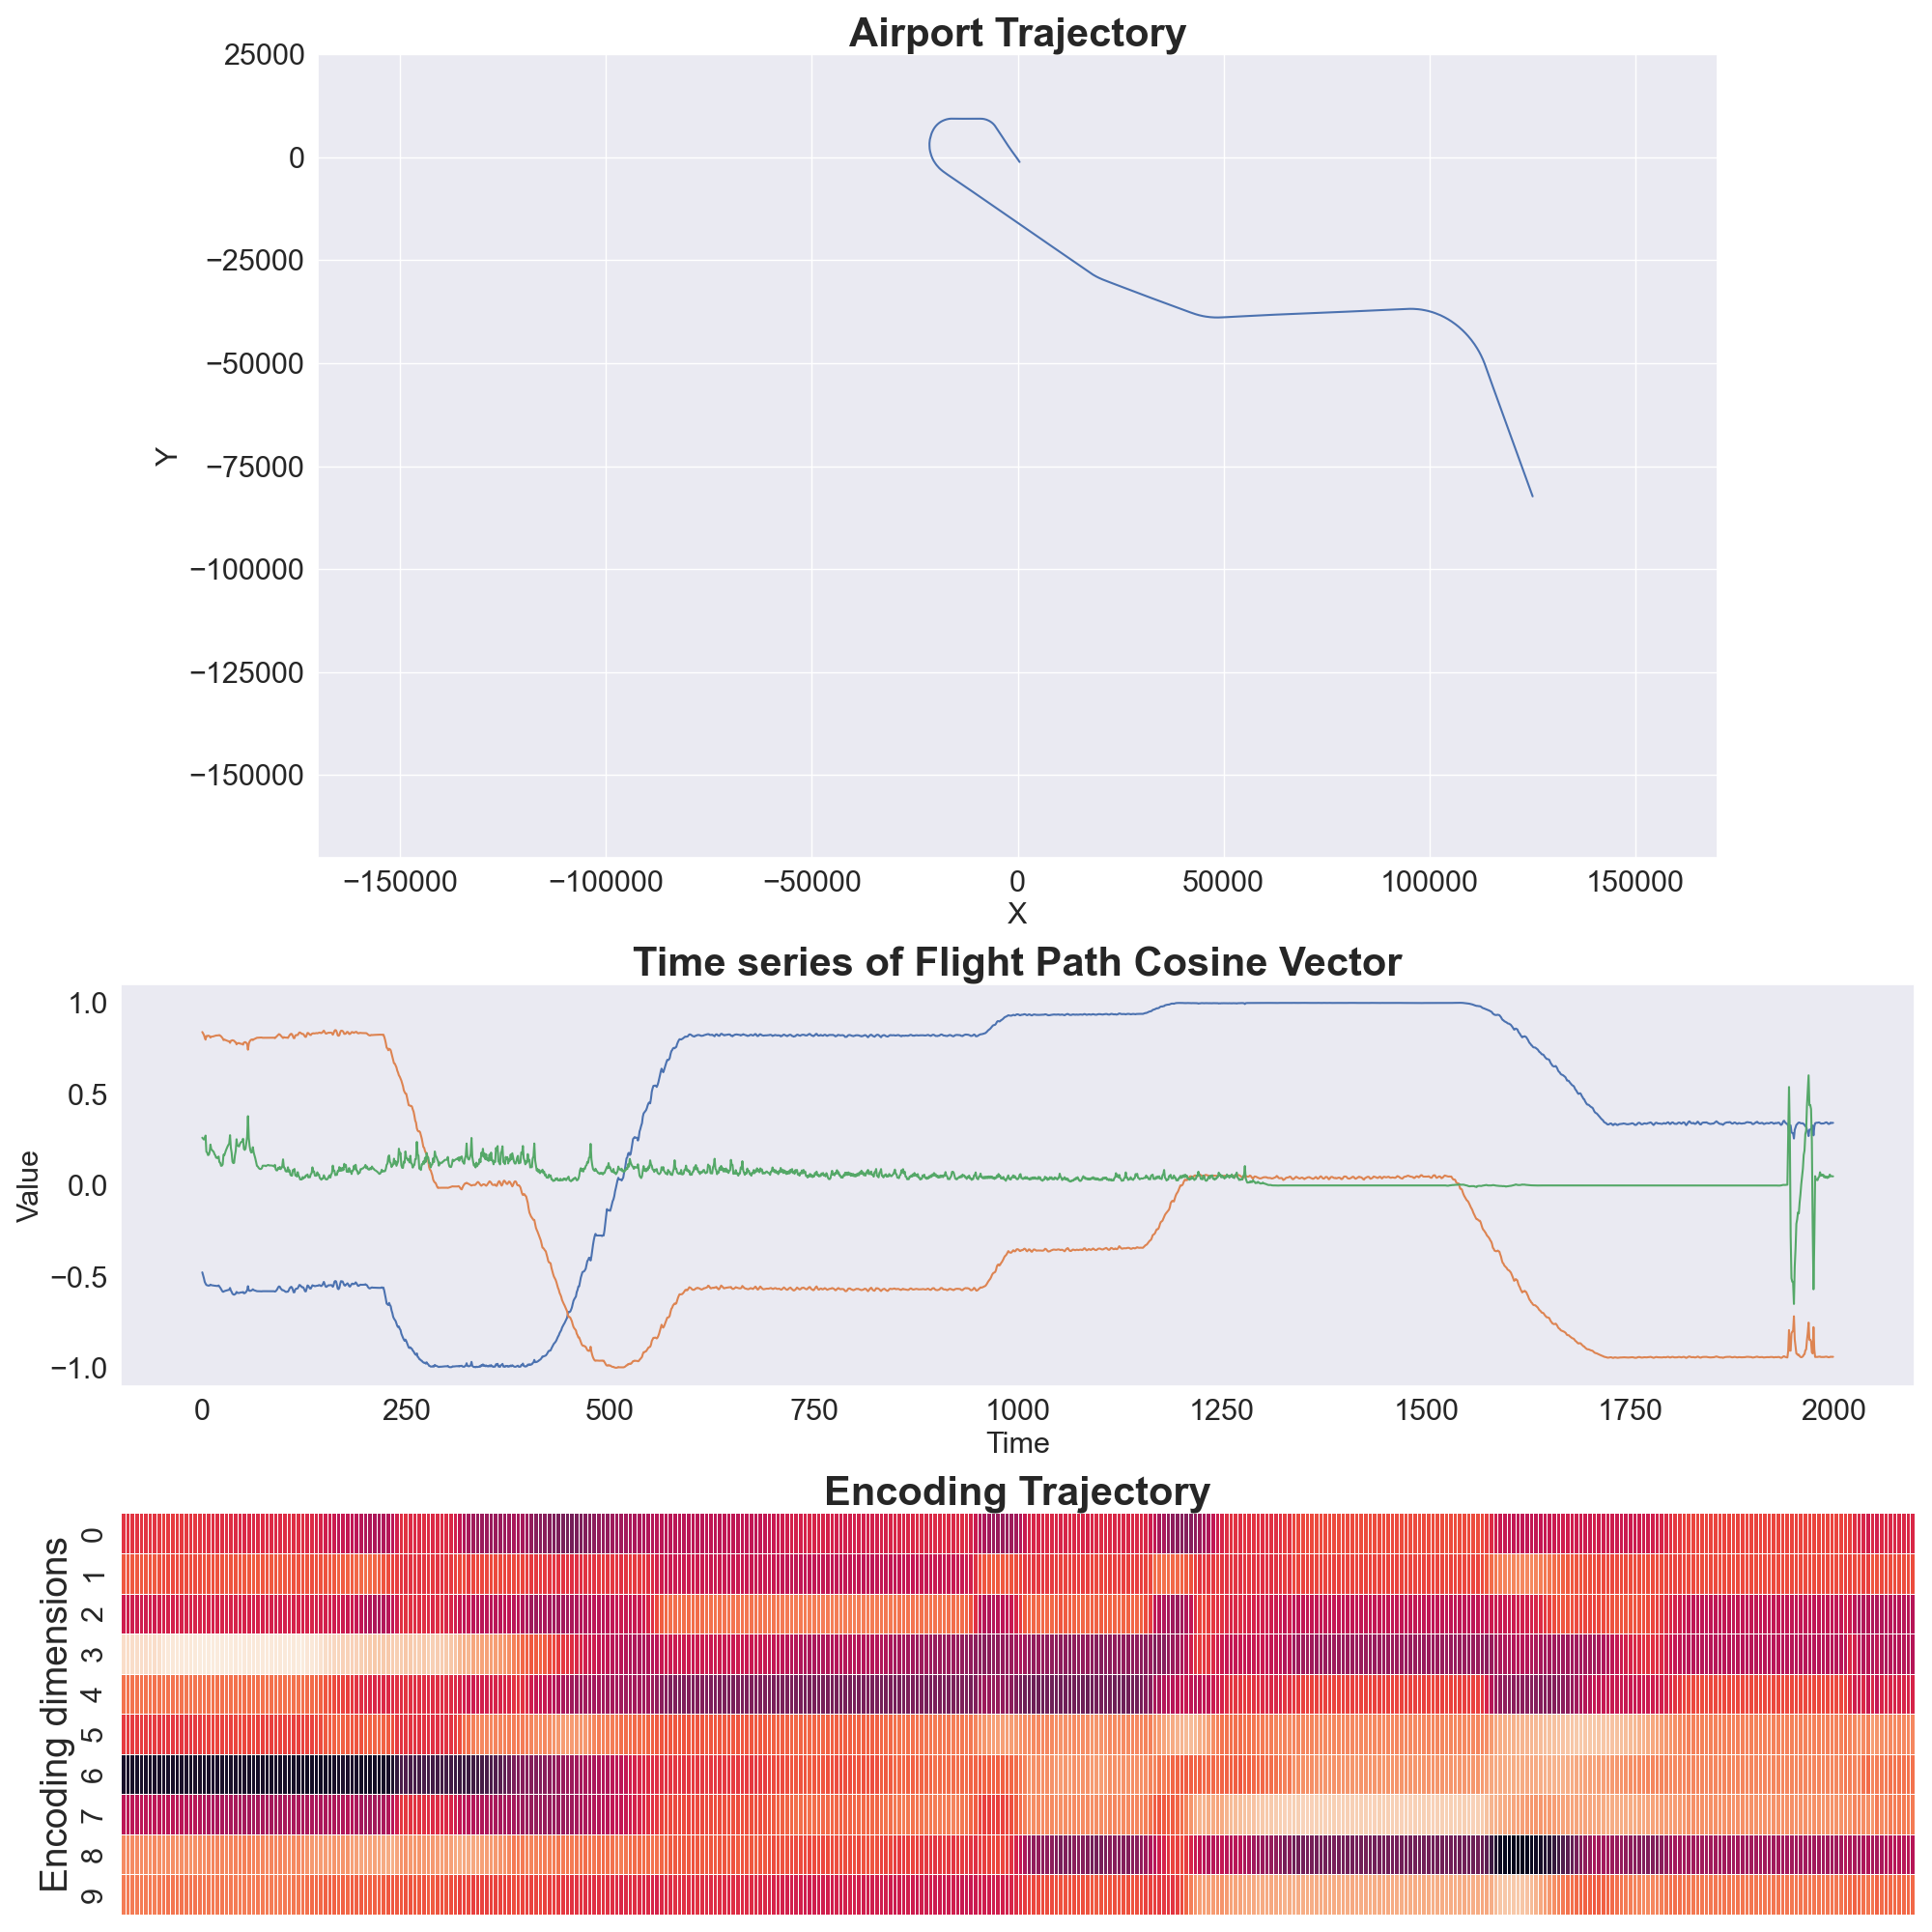 Airport Trajectory
25000
0
−25000
−50000
−75000
−100000
−125000
−150000
Y
−150000 −100000 −50000 0 50000 100000 150000
X
Time series of Flight Path Cosine Vector
1.0
0.5
0.0
−0.5
−1.0
Value
0 250 500 750 1000 1250 1500 1750 2000
Time
Encoding Trajectory
Encoding dimensions
0
1
2
3
4
5
6
7
8
9